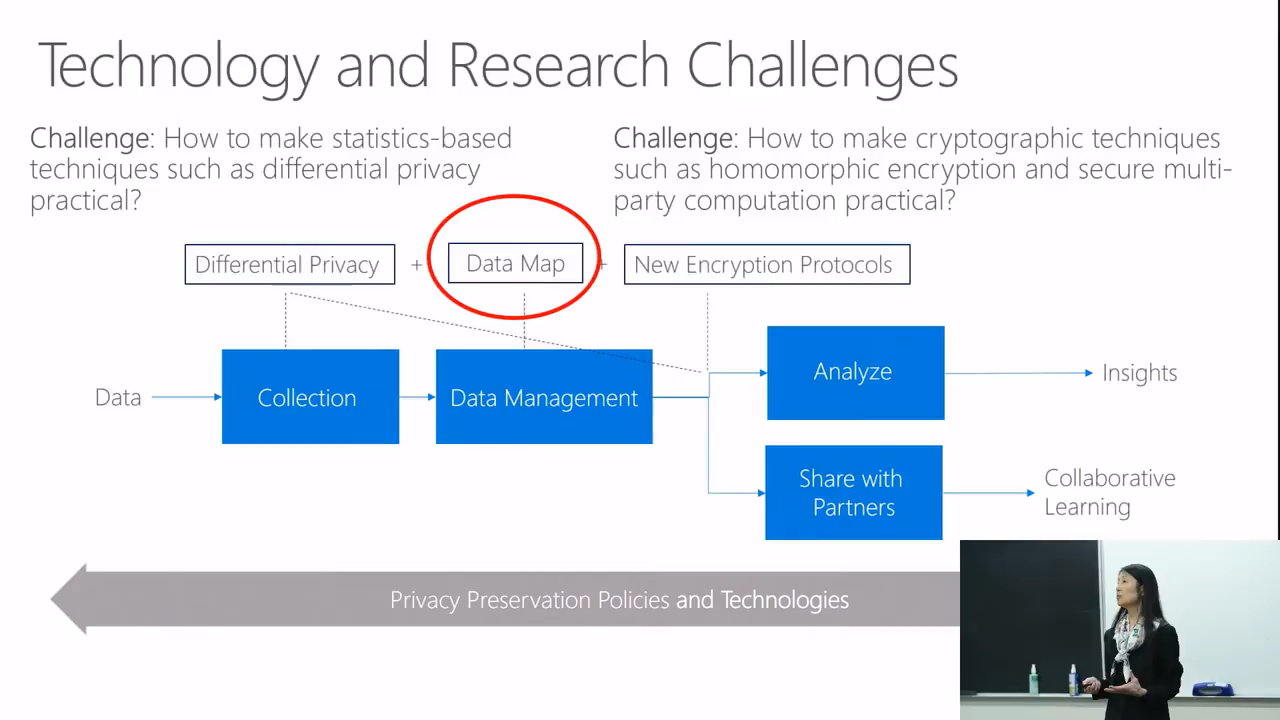 Technology and Research Challenges
Challenge: How to make statistics-based
techniques such as differential privacy
practical?
Challenge: How to make cryptographic techniques
such as homomorphic encryption and secure multi-
party computation practical?
Differential Privacy
+
Data Map
+
New Encryption Protocols
Data
Collection
Data Management
Analyze
Insights
Share with
Partners
Collaborative
Learning
Privacy Preservation Policies and Technologies